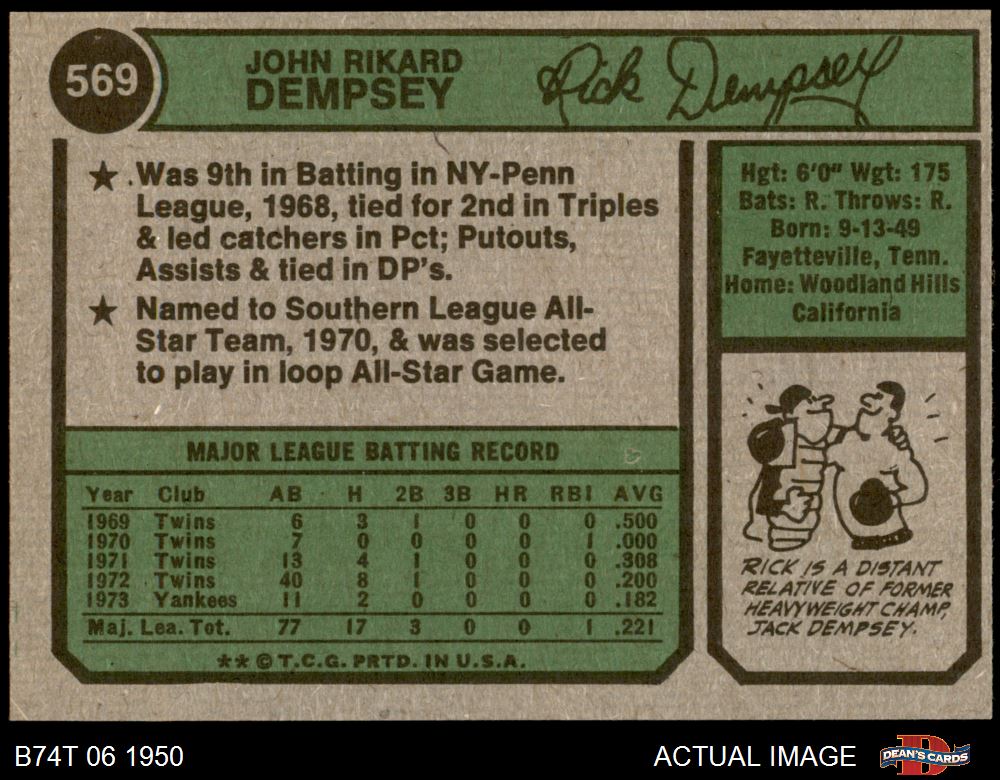 569
JOHN RIKARD
DEMPSEY
Rick Dempsey
★ Was 9th in Batting in NY-Penn
League, 1968, tied for 2nd in Triples
& led catchers in Pct; Putouts,
Assists & tied in DP's.
★ Named to Southern League All-
Star Team, 1970, & was selected
to play in loop All-Star Game.
Hgt: 6'0" Wgt: 175
Bats: R. Throws: R.
Born: 9-13-49
Fayetteville, Tenn.
Home: Woodland Hills
California
MAJOR LEAGUE BATTING RECORD
Year Club AB H 2B 3B HR RBI AVG
1969 Twins 6 3 1 0 0 0 .500
1970 Twins 7 0 0 0 0 1 .000
1971 Twins 13 4 1 0 0 0 .308
1972 Twins 40 8 1 0 0 0 .200
1973 Yankees 11 2 0 0 0 0 .182
Maj. Lea. Tot. 77 17 3 0 0 1 .221
** © T.C.G. PRTD. IN U.S.A.
RICK IS A DISTANT
RELATIVE OF FORMER
HEAVYWEIGHT CHAMP,
JACK DEMPSEY.
B74T 06 1950
ACTUAL IMAGE
D
DEAN'S CARDS